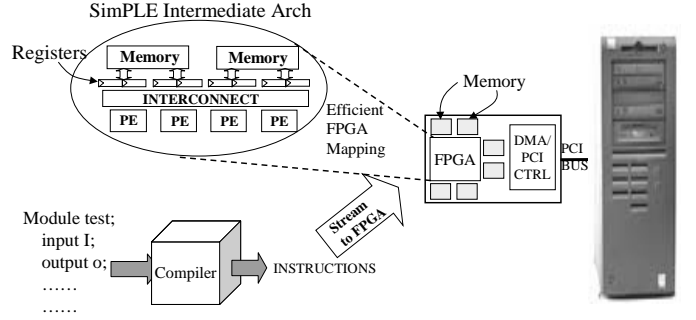 SimPLE Intermediate Arch
Memory Memory
Registers
INTERCONNECT
PE PE PE PE
Efficient
FPGA
Mapping
Memory
FPGA
DMA/
PCI
CTRL
PCI
BUS
Stream
to FPGA
Module test;
input I;
output o;
……
……
Compiler
INSTRUCTIONS